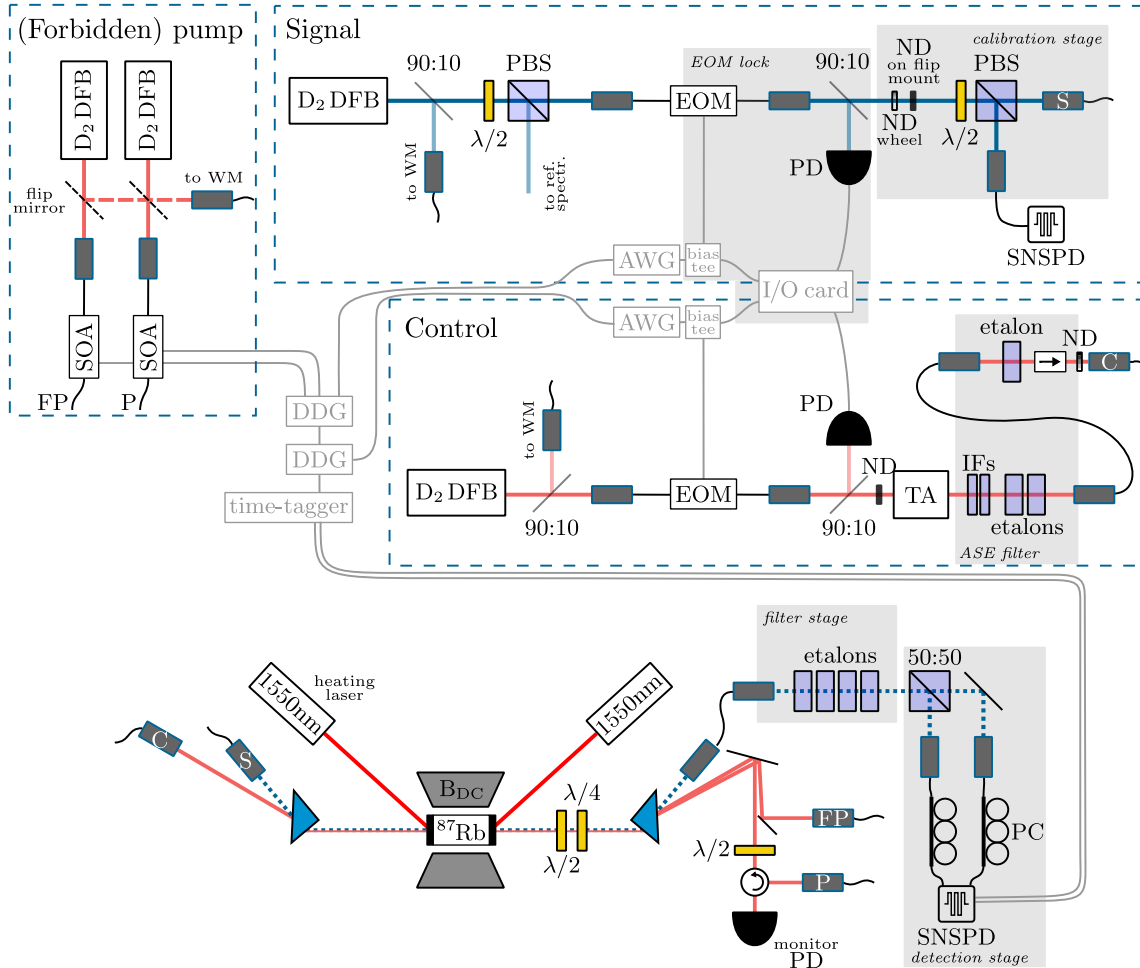 (Forbidden) pump
D₂ DFB
D₂ DFB
flip
mirror
to WM
SOA
SOA
FP
P
Signal
D₂ DFB
90:10
to WM
λ/2
PBS
to ref.
spectr.
EOM lock
EOM
90:10
PD
ND
on flip
mount
ND
wheel
calibration stage
λ/2
PBS
S
SNSPD
AWG
bias
tee
I/O card
AWG
bias
tee
DDG
DDG
time-tagger
Control
D₂ DFB
to WM
90:10
EOM
PD
90:10
ND
TA
IFs
etalons
ASE filter
etalon
ND
C
filter stage
etalons
50:50
PC
SNSPD
detection stage
1550nm
heating
laser
1550nm
C
S
B_DC
⁸⁷Rb
λ/4
λ/2
FP
λ/2
P
monitor
PD